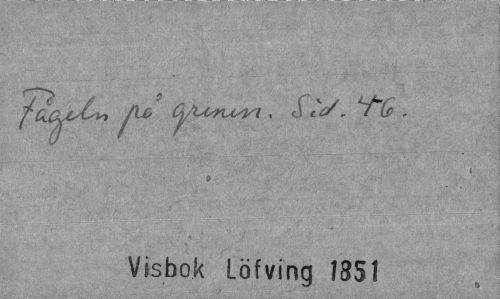 Fågeln på grenen. Sid. 46.
Visbok Löfving 1851